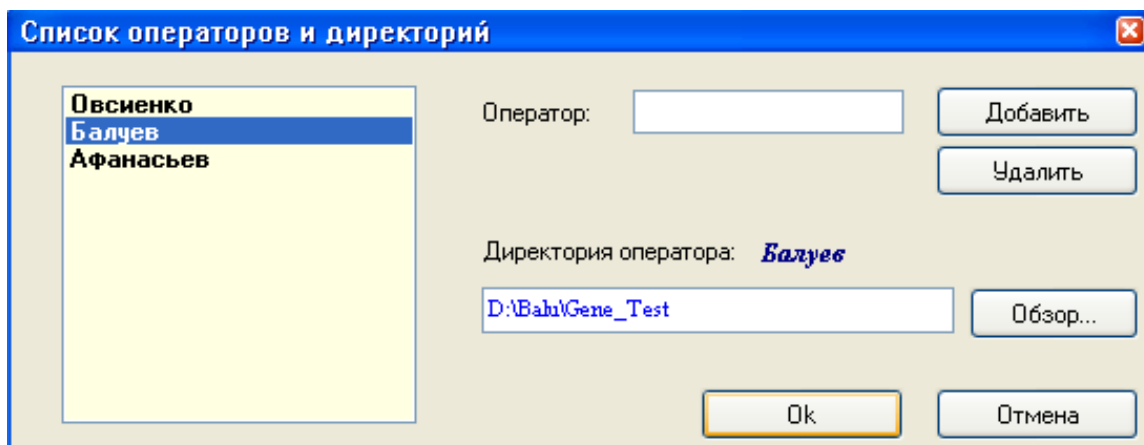 Список операторов и директорий
Овсиенко
Балуев
Афанасьев
Оператор:
Добавить
Удалить
Директория оператора: Балуев
D:\Balu\Gene_Test
Обзор...
Ok
Отмена